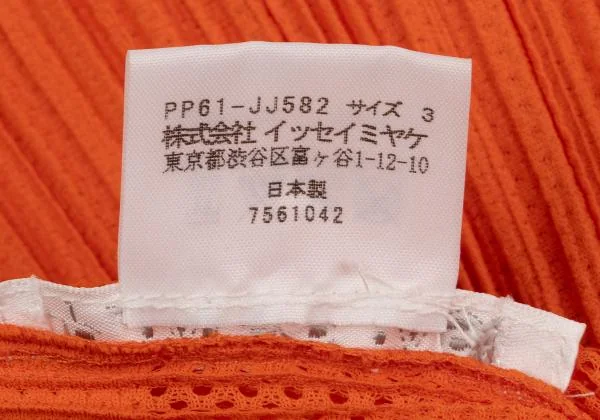 PP61-JJ582 サイズ 3
株式会社 イッセイミヤケ
東京都渋谷区富ヶ谷1-12-10
日本製
7561042